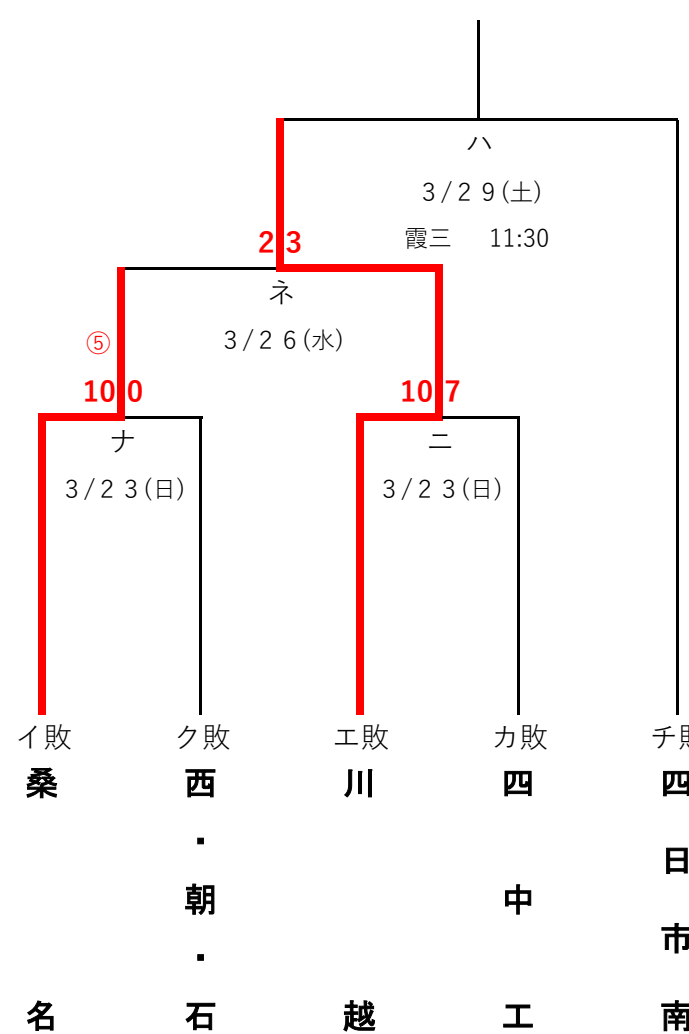 ハ
3/29(土)
霞三 11:30
2 3
ネ
3/26(水)
⑤
10 0
10 7
ナ
ニ
3/23(日)
3/23(日)
イ敗
ク敗
エ敗
カ敗
チ敗
桑名
西・朝・石
川越
四中工
四日市南